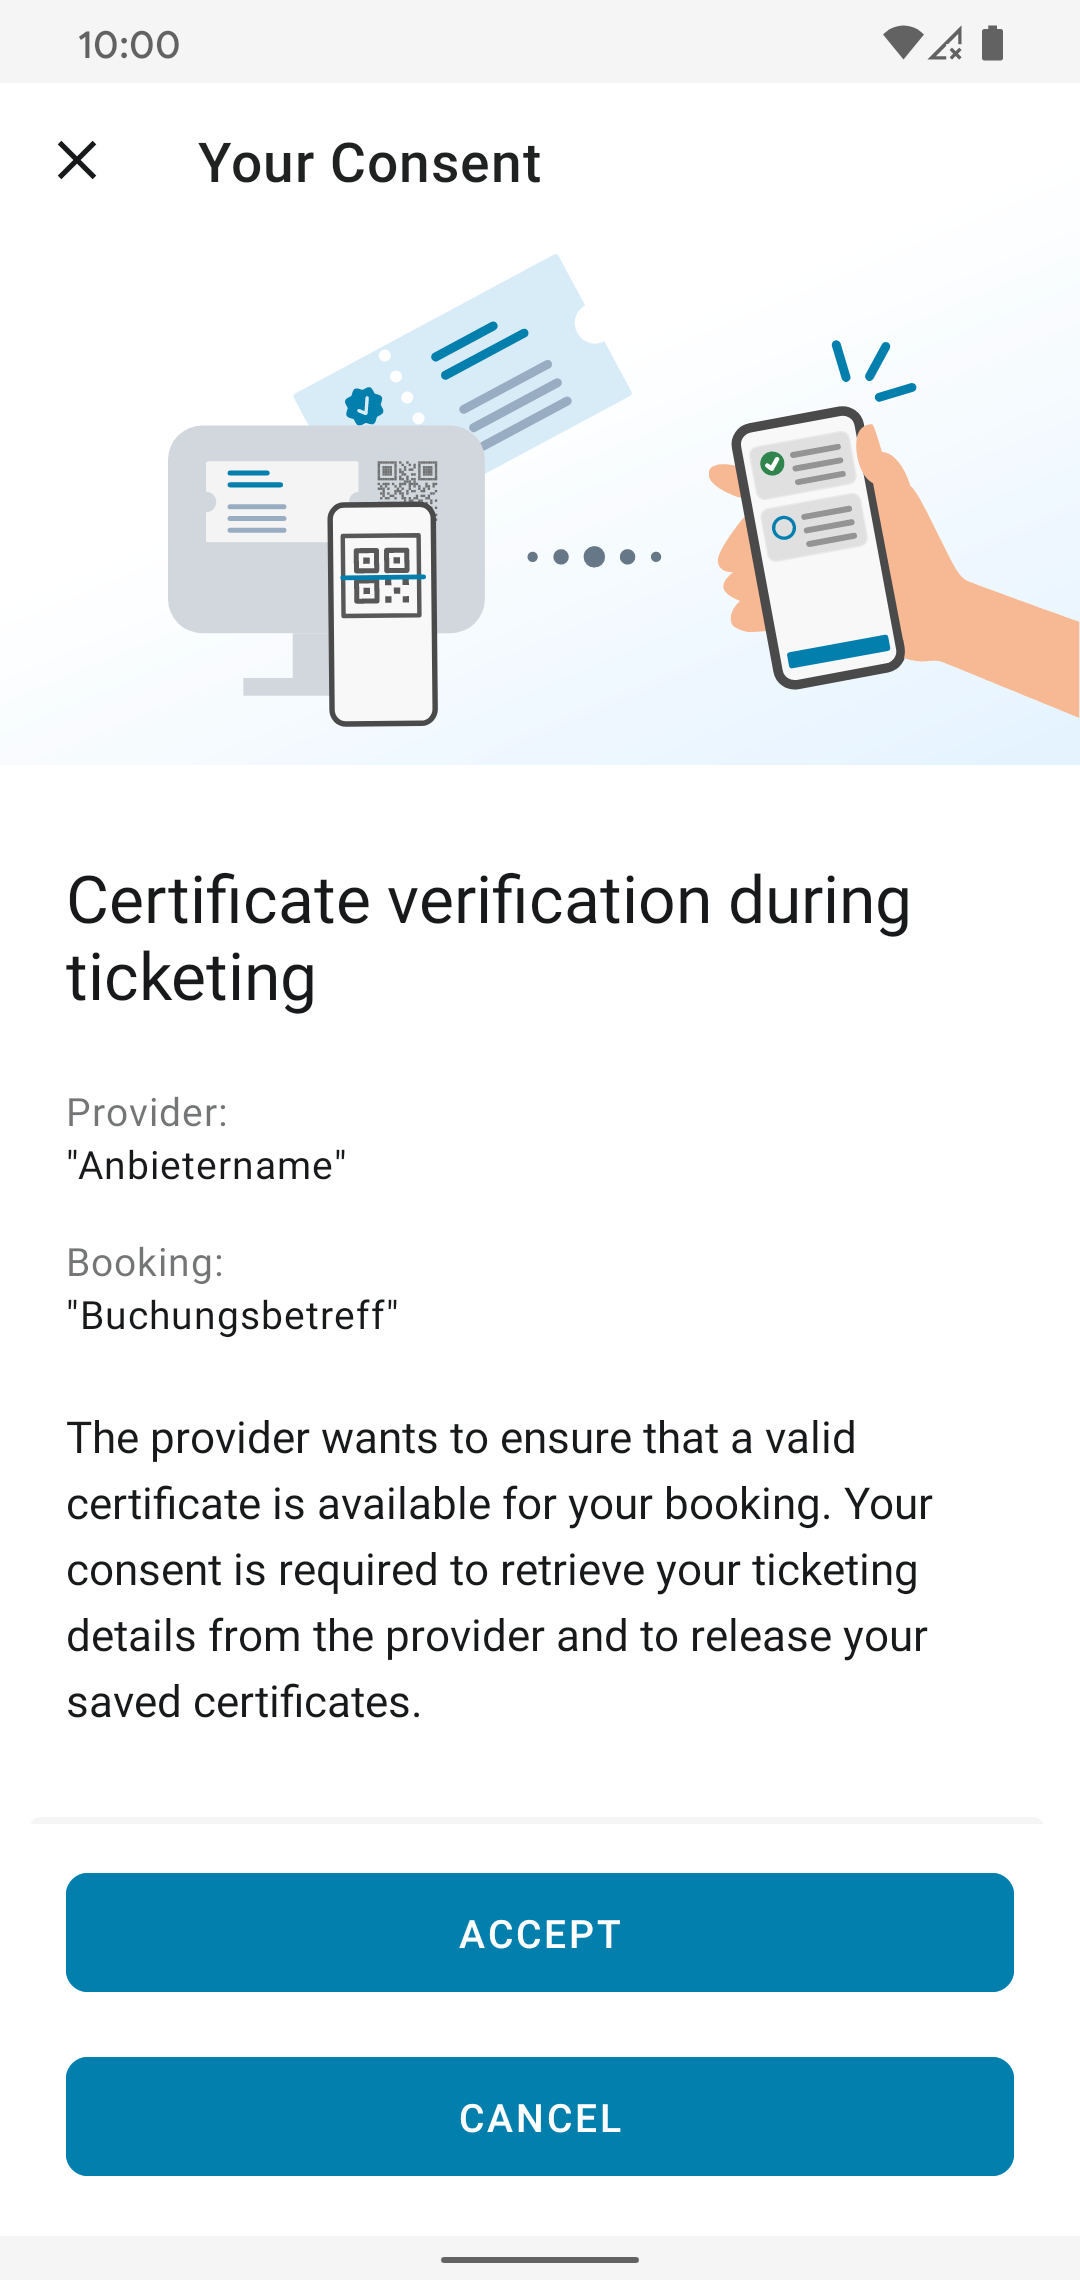 10:00
Your Consent
Certificate verification during
ticketing
Provider:
"Anbietername"
Booking:
"Buchungsbetreff"
The provider wants to ensure that a valid
certificate is available for your booking. Your
consent is required to retrieve your ticketing
details from the provider and to release your
saved certificates.
ACCEPT
CANCEL